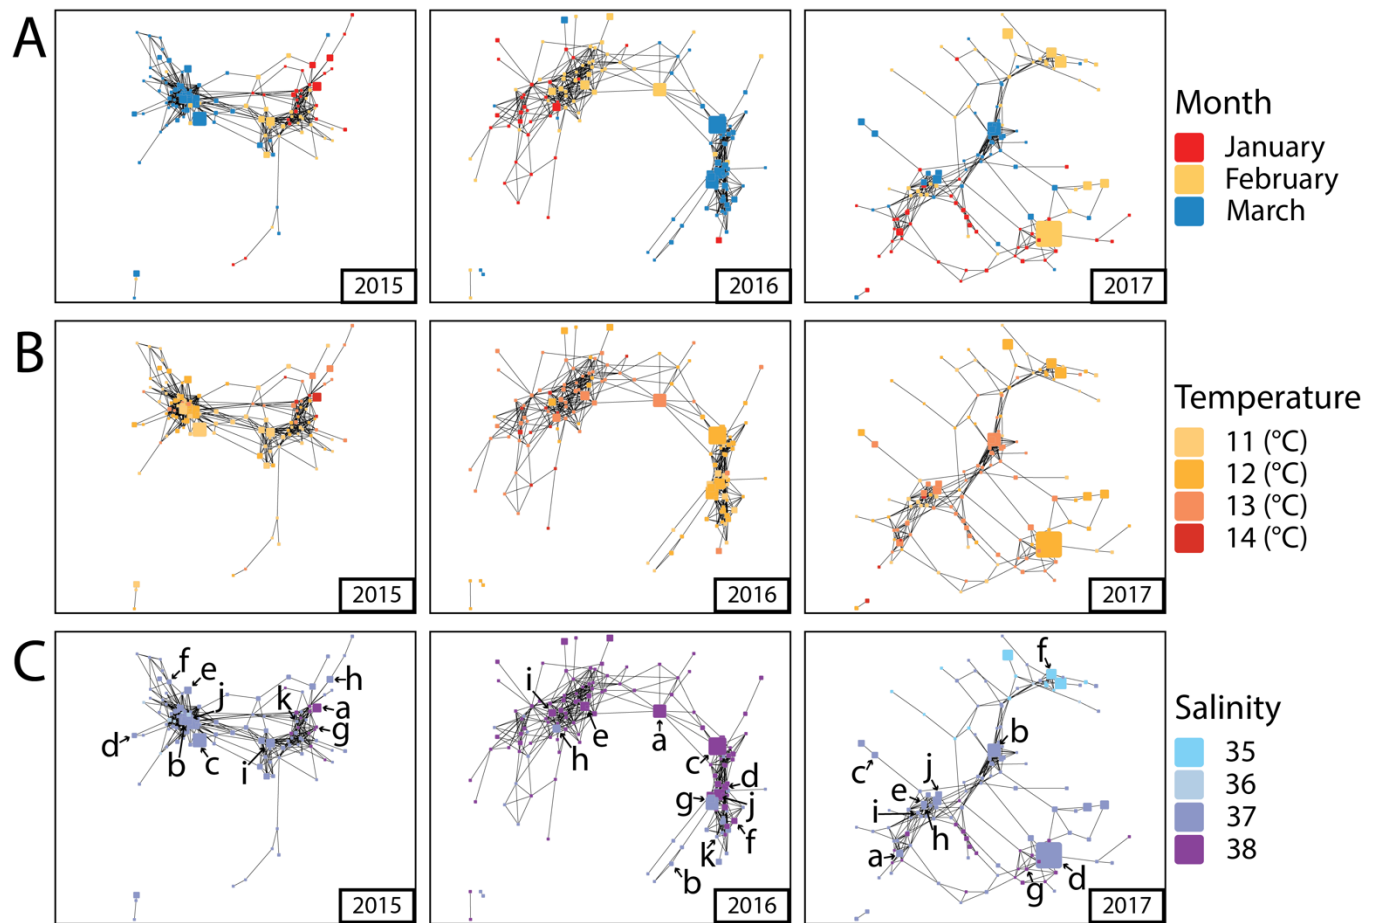 A
2015
2016
2017
Month
January
February
March
B
2015
2016
2017
Temperature
11 (°C)
12 (°C)
13 (°C)
14 (°C)
C
f
e
j
h
k
a
g
d
b
c
i
2015
i
h
e
a
c
d
g
j
f
k
b
2016
f
b
c
j
e
i
h
a
g
d
2017
Salinity
35
36
37
38